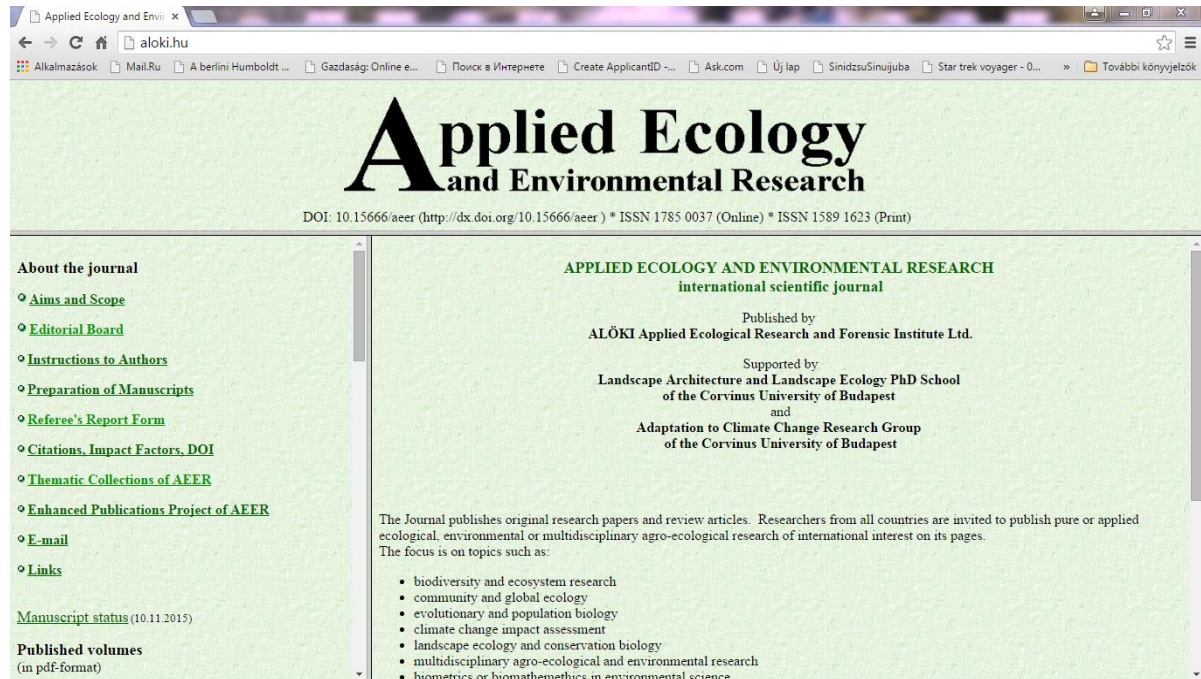 Applied Ecology and Envir
aloki.hu
Alkalmazások Mail.Ru A berlini Humboldt ... Gazdaság: Online e... Поиск в Интернете Create ApplicantID -... Ask.com Új lap SinidzsuSinuijuba Star trek voyager - 0... » További könyvjelzők
Applied Ecology
and Environmental Research
DOI: 10.15666/aeer (http://dx.doi.org/10.15666/aeer ) * ISSN 1785 0037 (Online) * ISSN 1589 1623 (Print)
About the journal
Aims and Scope
Editorial Board
Instructions to Authors
Preparation of Manuscripts
Referee's Report Form
Citations, Impact Factors, DOI
Thematic Collections of AEER
Enhanced Publications Project of AEER
E-mail
Links
Manuscript status (10.11.2015)
Published volumes
(in pdf-format)
APPLIED ECOLOGY AND ENVIRONMENTAL RESEARCH
international scientific journal
Published by
ALÖKI Applied Ecological Research and Forensic Institute Ltd.
Supported by
Landscape Architecture and Landscape Ecology PhD School
of the Corvinus University of Budapest
and
Adaptation to Climate Change Research Group
of the Corvinus University of Budapest
The Journal publishes original research papers and review articles. Researchers from all countries are invited to publish pure or applied
ecological, environmental or multidisciplinary agro-ecological research of international interest on its pages.
The focus is on topics such as:
• biodiversity and ecosystem research
• community and global ecology
• evolutionary and population biology
• climate change impact assessment
• landscape ecology and conservation biology
• multidisciplinary agro-ecological and environmental research
• biometrics or biomathemethics in environmental science